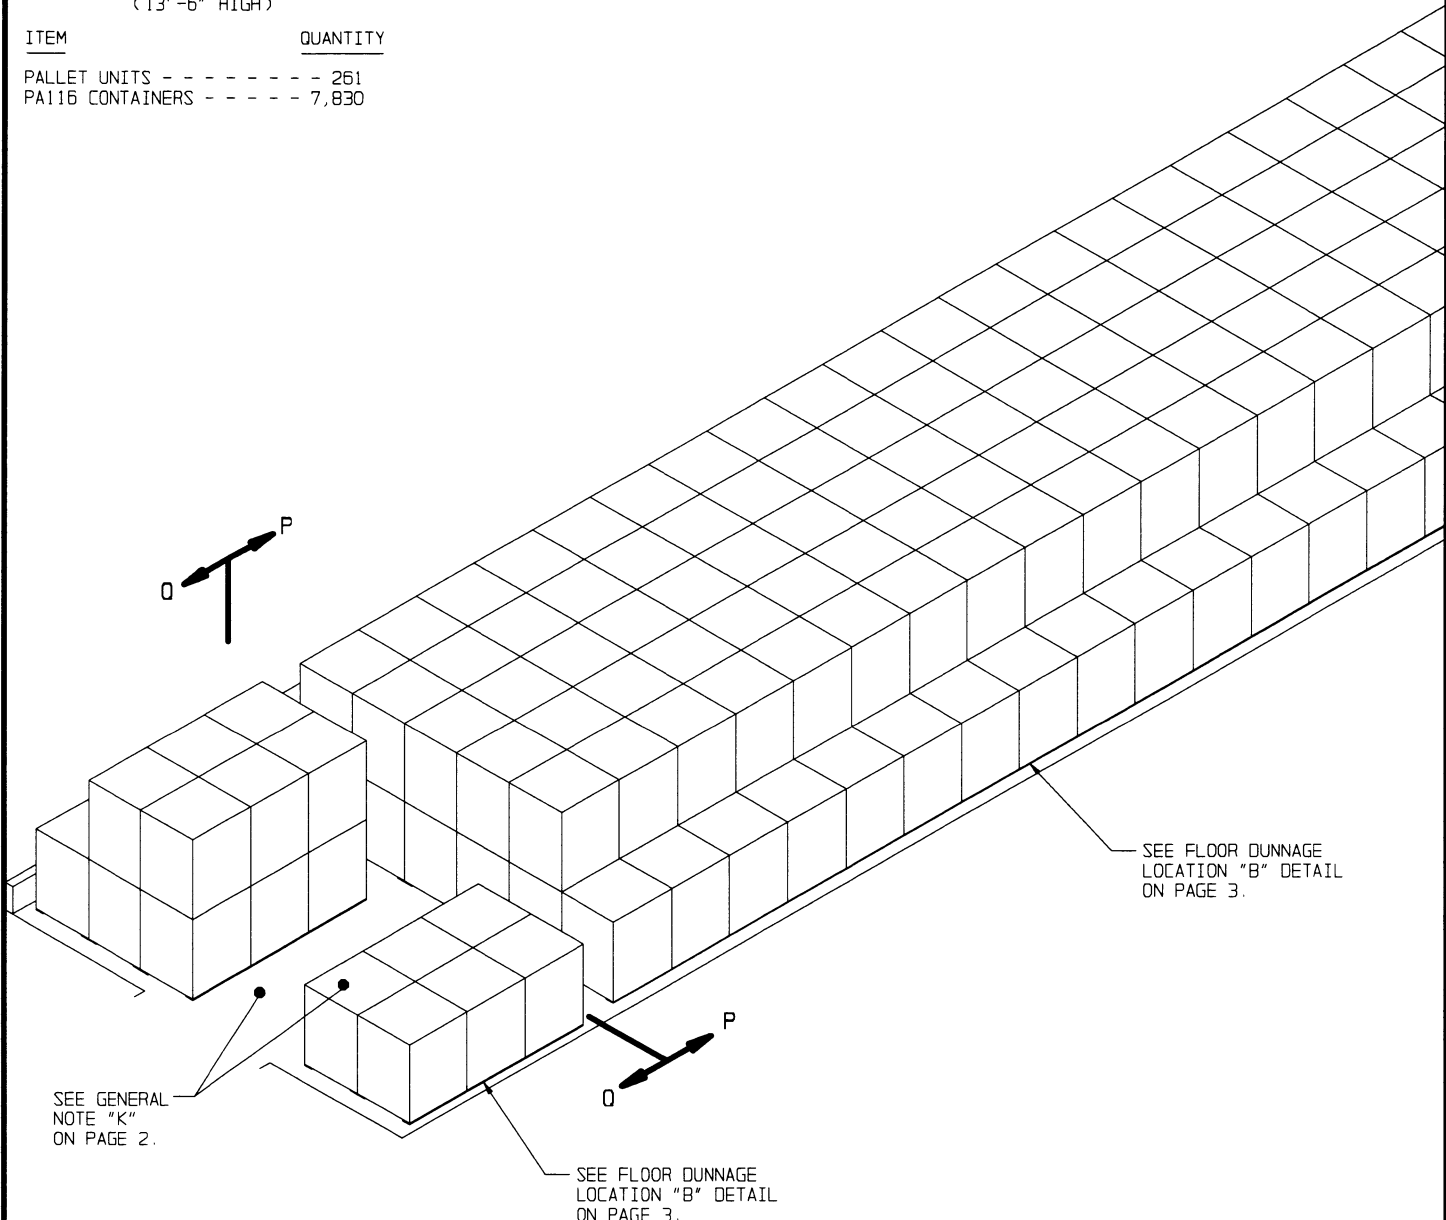 (13'-6" HIGH)
ITEM QUANTITY
PALLET UNITS - - - - - - - - 261
PA116 CONTAINERS - - - - - 7,830
P
Q
SEE FLOOR DUNNAGE
LOCATION "B" DETAIL
ON PAGE 3.
P
Q
SEE GENERAL
NOTE "K"
ON PAGE 2.
SEE FLOOR DUNNAGE
LOCATION "B" DETAIL
ON PAGE 3.